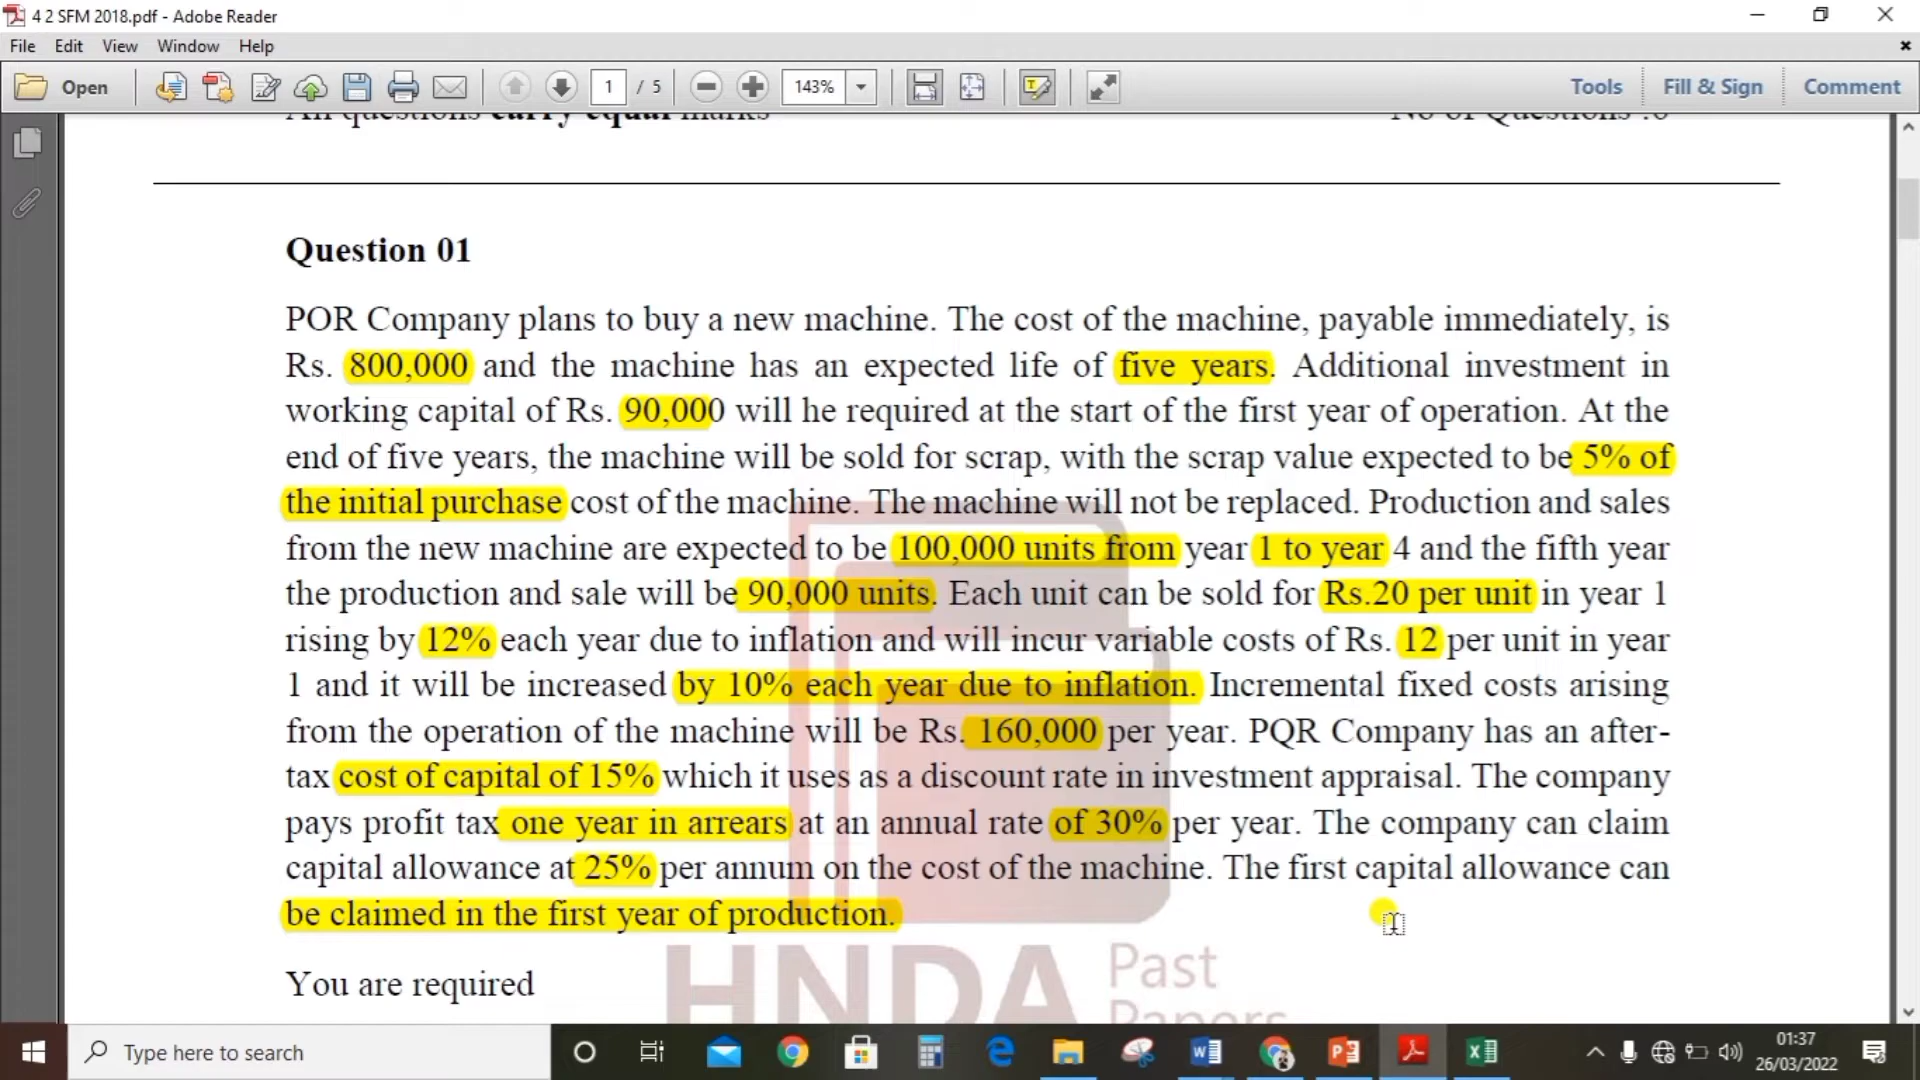 4 2 SFM 2018.pdf - Adobe Reader
File Edit View Window Help
Open 1 / 5 143% Tools Fill & Sign Comment
All questions carry equal marks No of Questions :6
Question 01
POR Company plans to buy a new machine. The cost of the machine, payable immediately, is
Rs. 800,000 and the machine has an expected life of five years. Additional investment in
working capital of Rs. 90,000 will he required at the start of the first year of operation. At the
end of five years, the machine will be sold for scrap, with the scrap value expected to be 5% of
the initial purchase cost of the machine. The machine will not be replaced. Production and sales
from the new machine are expected to be 100,000 units from year 1 to year 4 and the fifth year
the production and sale will be 90,000 units. Each unit can be sold for Rs.20 per unit in year 1
rising by 12% each year due to inflation and will incur variable costs of Rs. 12 per unit in year
1 and it will be increased by 10% each year due to inflation. Incremental fixed costs arising
from the operation of the machine will be Rs. 160,000 per year. PQR Company has an after-
tax cost of capital of 15% which it uses as a discount rate in investment appraisal. The company
pays profit tax one year in arrears at an annual rate of 30% per year. The company can claim
capital allowance at 25% per annum on the cost of the machine. The first capital allowance can
be claimed in the first year of production.
You are required
HNDA Past
Papers
Type here to search
01:37
26/03/2022